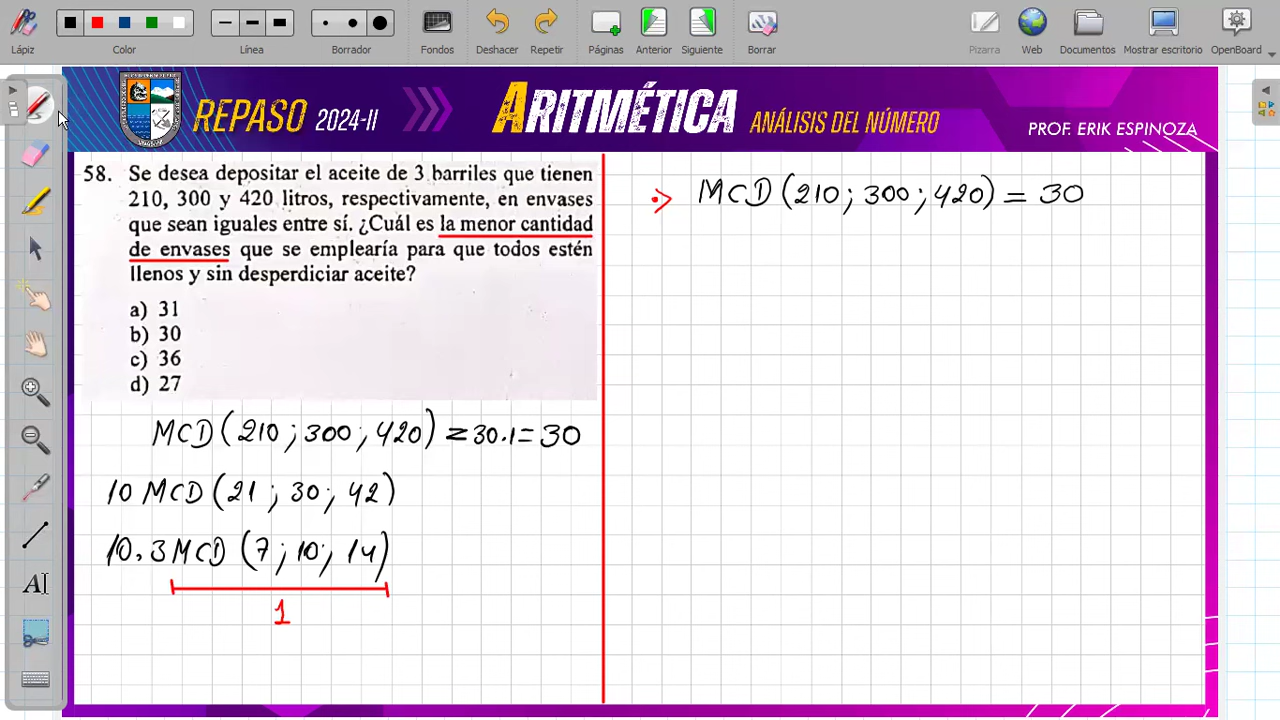 Lápiz
Color
Línea
Borrador
Fondos
Deshacer
Repetir
Páginas
Anterior
Siguiente
Borrar
Pizarra
Web
Documentos
Mostrar escritorio
OpenBoard
REPASO 2024-II
ARITMÉTICA
ANÁLISIS DEL NÚMERO
PROF. ERIK ESPINOZA
58. Se desea depositar el aceite de 3 barriles que tienen
210, 300 y 420 litros, respectivamente, en envases
que sean iguales entre sí. ¿Cuál es la menor cantidad
de envases que se emplearía para que todos estén
llenos y sin desperdiciar aceite?
a) 31
b) 30
c) 36
d) 27
MCD(210; 300; 420) = 30.1 = 30
10 MCD(21; 30; 42)
10.3 MCD(7; 10; 14)
1
MCD(210; 300; 420) = 30
AI